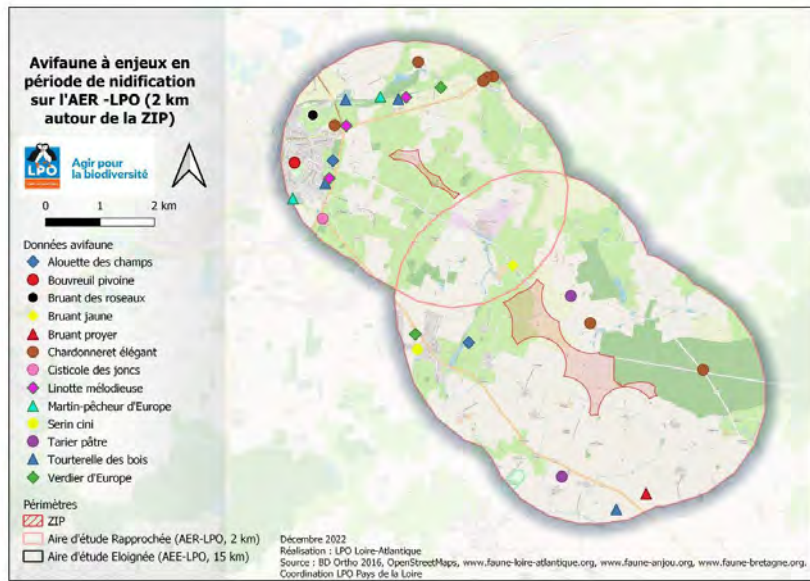 Avifaune à enjeux en
période de nidification
sur l'AER -LPO (2 km
autour de la ZIP)
LPO
Agir pour
la biodiversité
0 1 2 km
Données avifaune
Alouette des champs
Bouvreuil pivoine
Bruant des roseaux
Bruant jaune
Bruant proyer
Chardonneret élégant
Cisticole des joncs
Linotte mélodieuse
Martin-pêcheur d'Europe
Serin cini
Tarier pâtre
Tourterelle des bois
Verdier d'Europe
Périmètres
ZIP
Aire d'étude Rapprochée (AER-LPO, 2 km)
Aire d'étude Eloignée (AEE-LPO, 15 km)
Décembre 2022
Réalisation : LPO Loire-Atlantique
Source : BD Ortho 2016, OpenStreetMaps, www.faune-loire-atlantique.org, www.faune-anjou.org, www.faune-bretagne.org
Coordination LPO Pays de la Loire